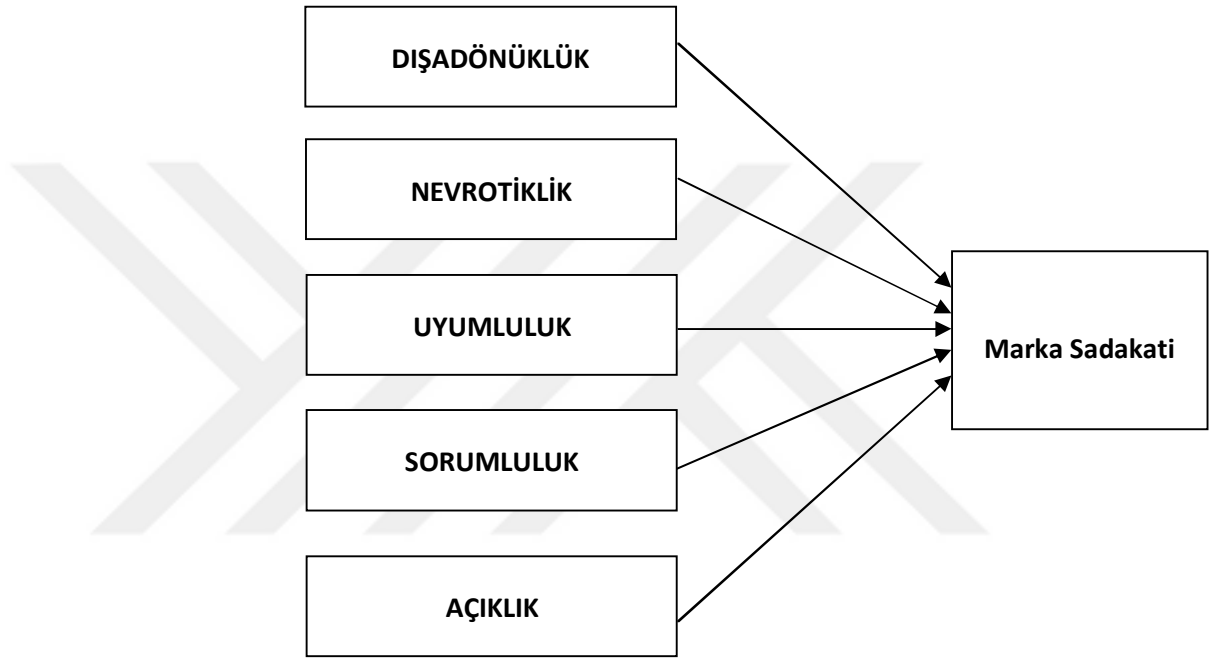 DIŞADÖNÜKLÜK
NEVROTİKLİK
UYUMLULUK
Marka Sadakati
SORUMLULUK
AÇIKLIK